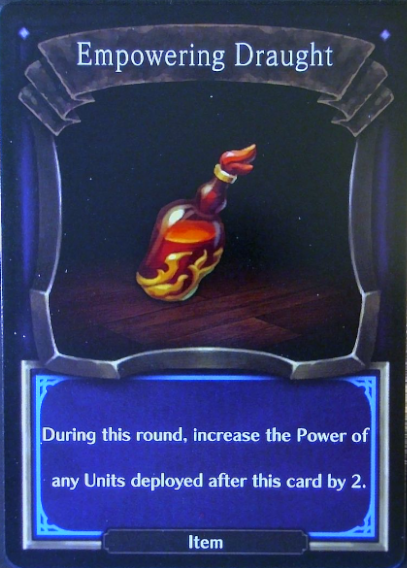 Empowering Draught
During this round, increase the Power of
any Units deployed after this card by 2.
Item